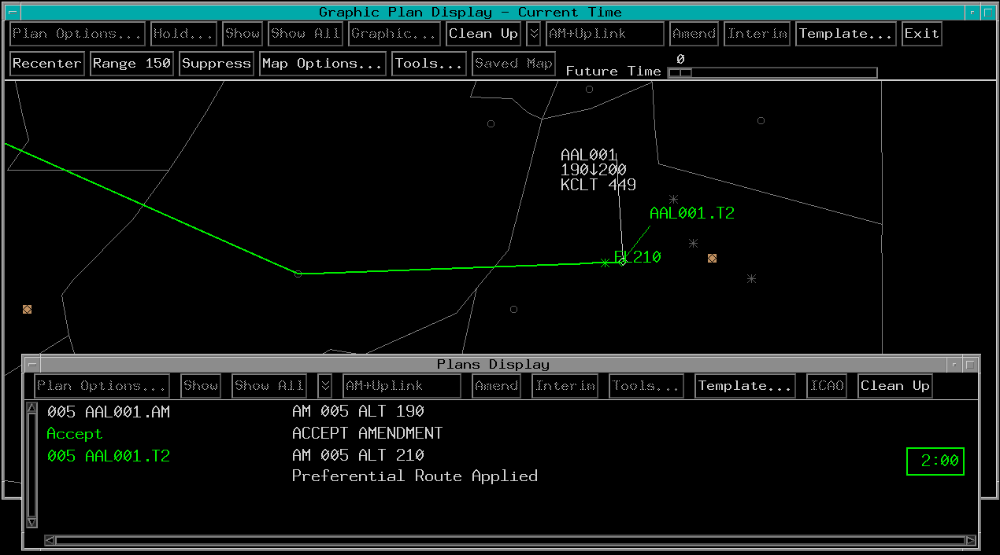 Graphic Plan Display - Current Time
Plan Options... Hold... Show Show All Graphic... Clean Up AM+Uplink Amend Interim Template... Exit
Recenter Range 150 Suppress Map Options... Tools... Saved Map Future Time 0
AAL001
190↓200
KCLT 449
AAL001.T2
FL210
Plans Display
Plan Options... Show Show All AM+Uplink Amend Interim Tools... Template... ICAO Clean Up
005 AAL001.AM AM 005 ALT 190
Accept ACCEPT AMENDMENT
005 AAL001.T2 AM 005 ALT 210
2:00
Preferential Route Applied